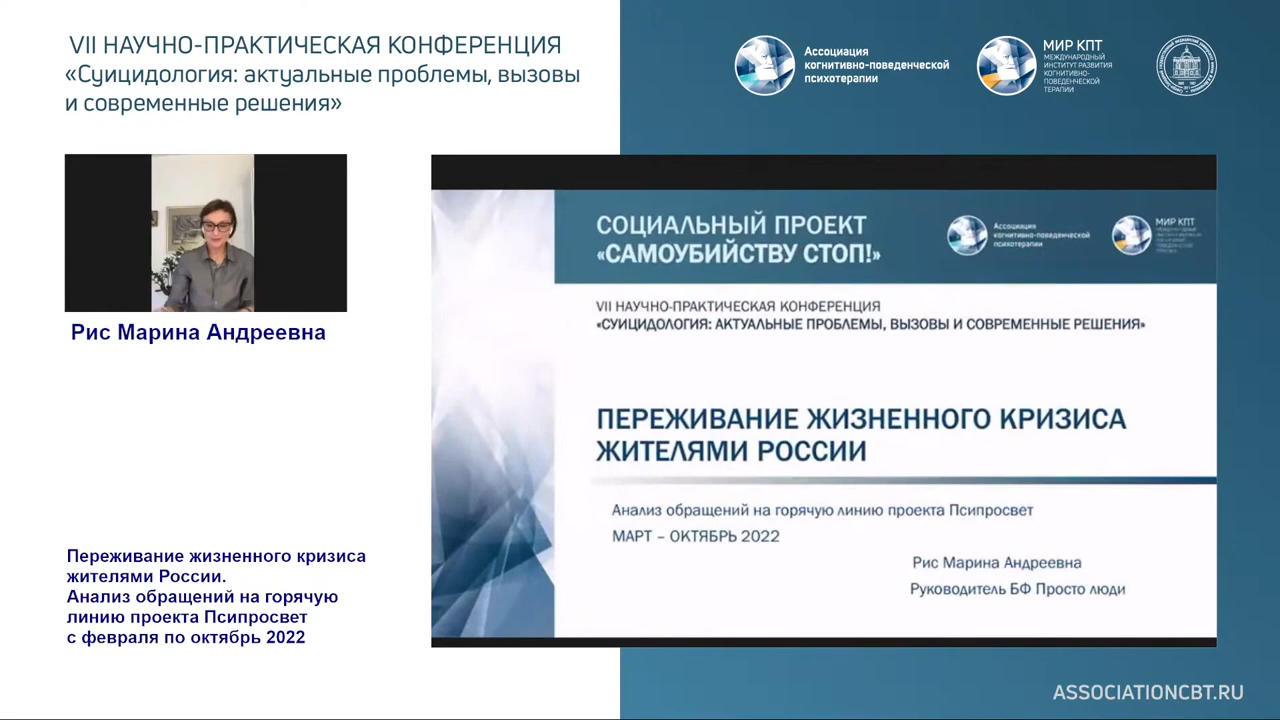 VII НАУЧНО-ПРАКТИЧЕСКАЯ КОНФЕРЕНЦИЯ
«Суицидология: актуальные проблемы, вызовы
и современные решения»
Ассоциация
когнитивно-поведенческой
психотерапии
МИР КПТ
МЕЖДУНАРОДНЫЙ
ИНСТИТУТ РАЗВИТИЯ
КОГНИТИВНО-
ПОВЕДЕНЧЕСКОЙ
ТЕРАПИИ
Рис Марина Андреевна
СОЦИАЛЬНЫЙ ПРОЕКТ
«САМОУБИЙСТВУ СТОП!»
Ассоциация
когнитивно-поведенческой
психотерапии
МИР КПТ
VII НАУЧНО-ПРАКТИЧЕСКАЯ КОНФЕРЕНЦИЯ
«СУИЦИДОЛОГИЯ: АКТУАЛЬНЫЕ ПРОБЛЕМЫ, ВЫЗОВЫ И СОВРЕМЕННЫЕ РЕШЕНИЯ»
ПЕРЕЖИВАНИЕ ЖИЗНЕННОГО КРИЗИСА
ЖИТЕЛЯМИ РОССИИ
Анализ обращений на горячую линию проекта Псипросвет
МАРТ – ОКТЯБРЬ 2022
Рис Марина Андреевна
Руководитель БФ Просто люди
Переживание жизненного кризиса
жителями России.
Анализ обращений на горячую
линию проекта Псипросвет
с февраля по октябрь 2022
ASSOCIATIONCBT.RU